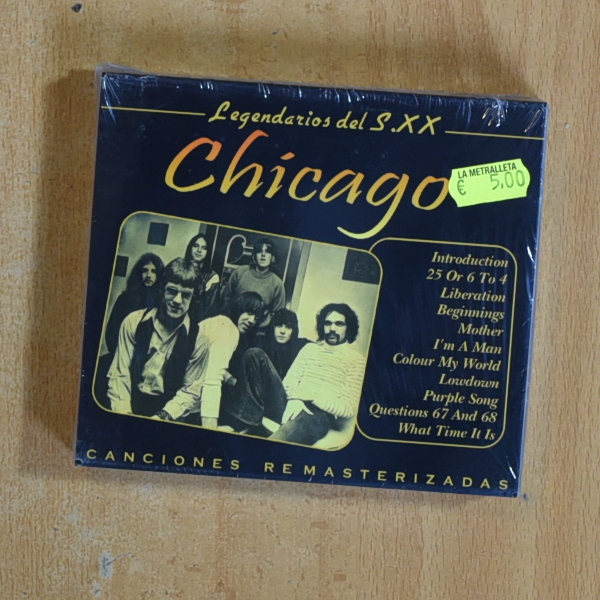 Legendarios del S.XX
Chicago
LA METRALLETA
€ 5,00
Introduction
25 Or 6 To 4
Liberation
Beginnings
Mother
I'm A Man
Colour My World
Lowdown
Purple Song
Questions 67 And 68
What Time It Is
CANCIONES REMASTERIZADAS